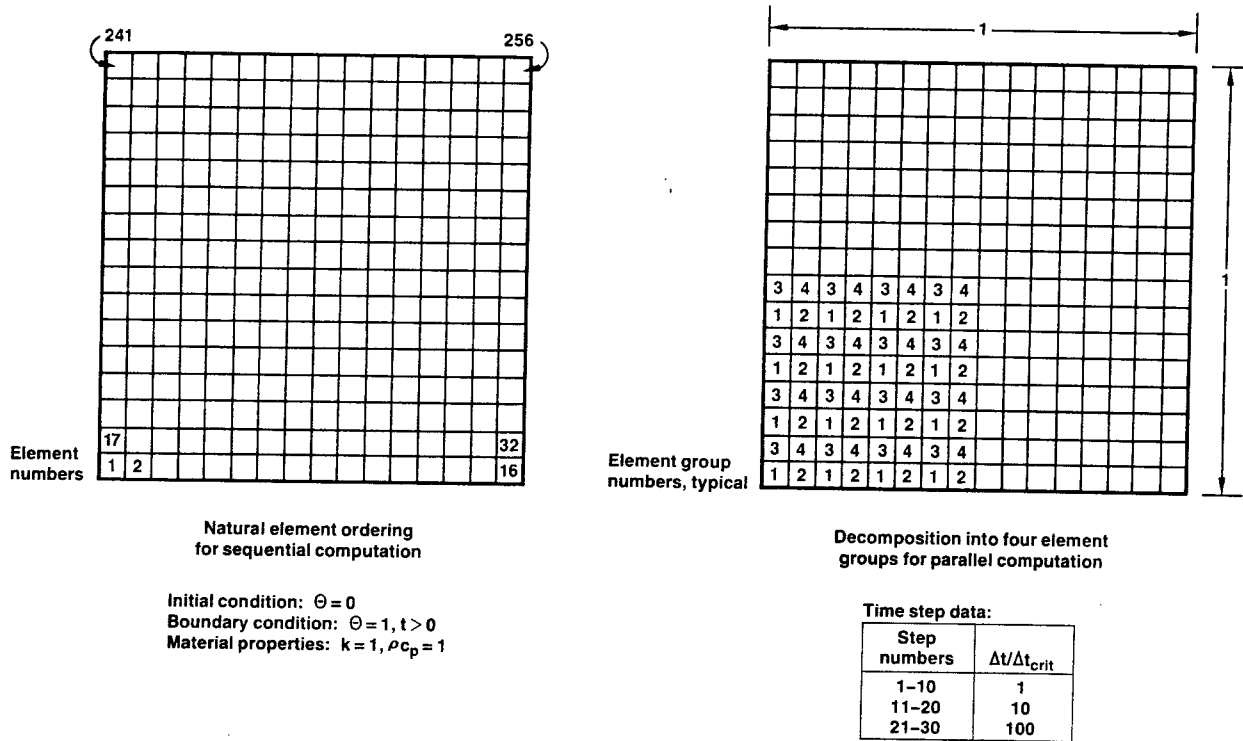 241
256
17
32
Element
numbers
1 2
16
Natural element ordering
for sequential computation
Initial condition: Θ = 0
Boundary condition: Θ = 1, t > 0
Material properties: k = 1, ρcp = 1
1
1
3 4 3 4 3 4 3 4
1 2 1 2 1 2 1 2
3 4 3 4 3 4 3 4
1 2 1 2 1 2 1 2
3 4 3 4 3 4 3 4
1 2 1 2 1 2 1 2
3 4 3 4 3 4 3 4
1 2 1 2 1 2 1 2
Element group
numbers, typical
Decomposition into four element
groups for parallel computation
Time step data:
Step
numbers
Δt/Δtcrit
1–10 1
11–20 10
21–30 100